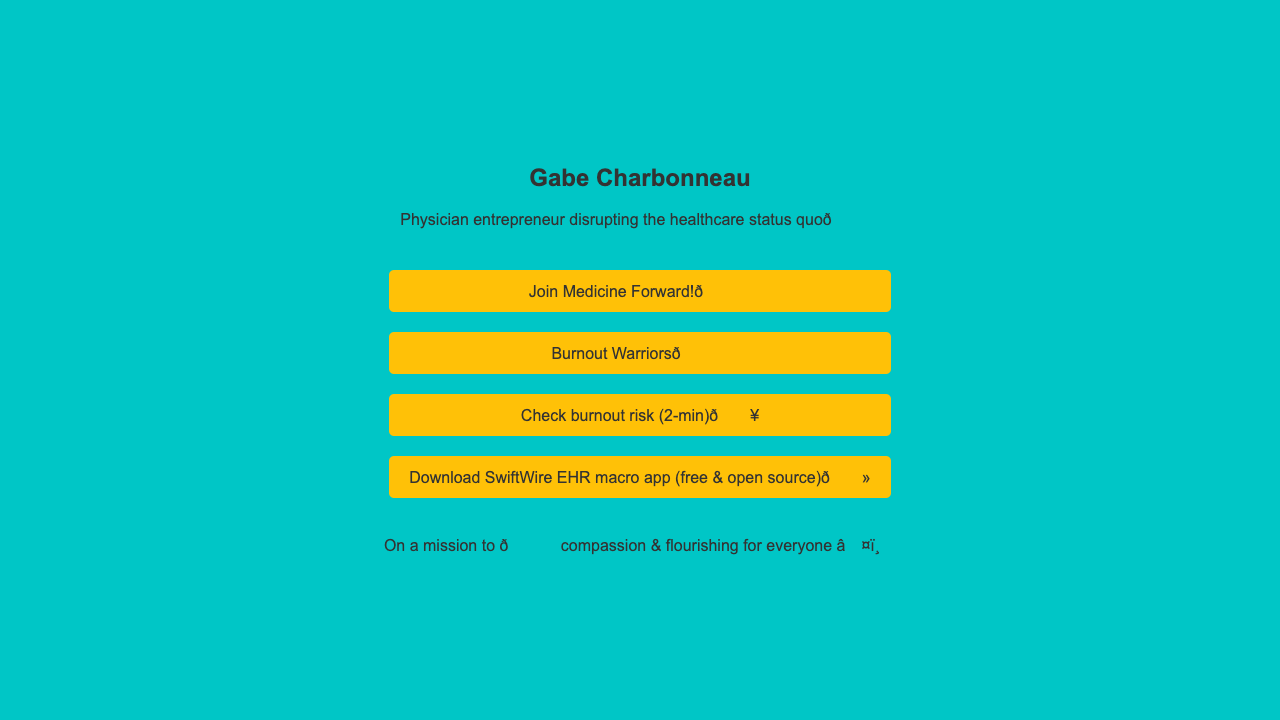 Gabe Charbonneau
Physician entrepreneur disrupting the healthcare status quoð
Join Medicine Forward!ð
Burnout Warriorsð
Check burnout risk (2-min)ð ¥
Download SwiftWire EHR macro app (free & open source)ð »
On a mission to ð compassion & flourishing for everyone â ¤ï¸